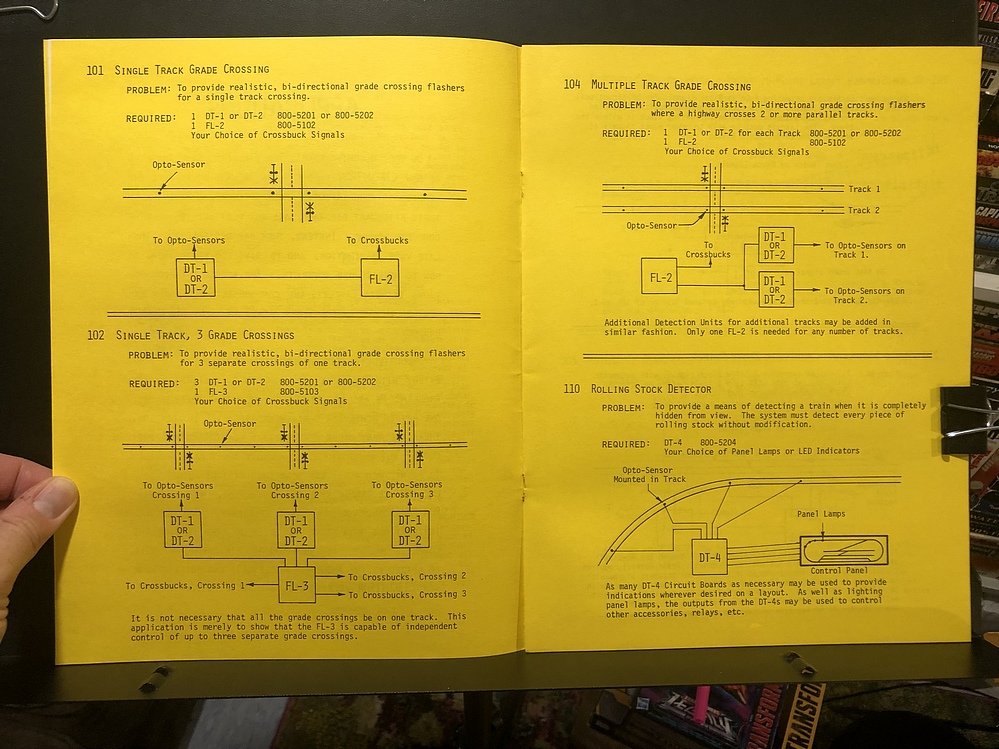 101 SINGLE TRACK GRADE CROSSING
PROBLEM: To provide realistic, bi-directional grade crossing flashers
for a single track crossing.
REQUIRED: 1 DT-1 or DT-2 800-5201 or 800-5202
1 FL-2 800-5102
Your Choice of Crossbuck Signals
Opto-Sensor
To Opto-Sensors To Crossbucks
DT-1
OR
DT-2
FL-2
102 SINGLE TRACK, 3 GRADE CROSSINGS
PROBLEM: To provide realistic, bi-directional grade crossing flashers
for 3 separate crossings of one track.
REQUIRED: 3 DT-1 or DT-2 800-5201 or 800-5202
1 FL-3 800-5103
Your Choice of Crossbuck Signals
Opto-Sensor
To Opto-Sensors To Opto-Sensors To Opto-Sensors
Crossing 1 Crossing 2 Crossing 3
DT-1 DT-1 DT-1
OR OR OR
DT-2 DT-2 DT-2
To Crossbucks, Crossing 1
FL-3
To Crossbucks, Crossing 2
To Crossbucks, Crossing 3
It is not necessary that all the grade crossings be on one track. This
application is merely to show that the FL-3 is capable of independent
control of up to three separate grade crossings.
104 MULTIPLE TRACK GRADE CROSSING
PROBLEM: To provide realistic, bi-directional grade crossing flashers
where a highway crosses 2 or more parallel tracks.
REQUIRED: 1 DT-1 or DT-2 for each Track 800-5201 or 800-5202
1 FL-2 800-5102
Your Choice of Crossbuck Signals
Track 1
Track 2
Opto-Sensor
To
Crossbucks
FL-2
DT-1
OR
DT-2
To Opto-Sensors on
Track 1.
DT-1
OR
DT-2
To Opto-Sensors on
Track 2.
Additional Detection Units for additional tracks may be added in
similar fashion. Only one FL-2 is needed for any number of tracks.
110 ROLLING STOCK DETECTOR
PROBLEM: To provide a means of detecting a train when it is completely
hidden from view. The system must detect every piece of
rolling stock without modification.
REQUIRED: DT-4 800-5204
Your Choice of Panel Lamps or LED Indicators
Opto-Sensor
Mounted in Track
Panel Lamps
DT-4
Control Panel
As many DT-4 Circuit Boards as necessary may be used to provide
indications wherever desired on a layout. As well as lighting
panel lamps, the outputs from the DT-4s may be used to control
other accessories, relays, etc.